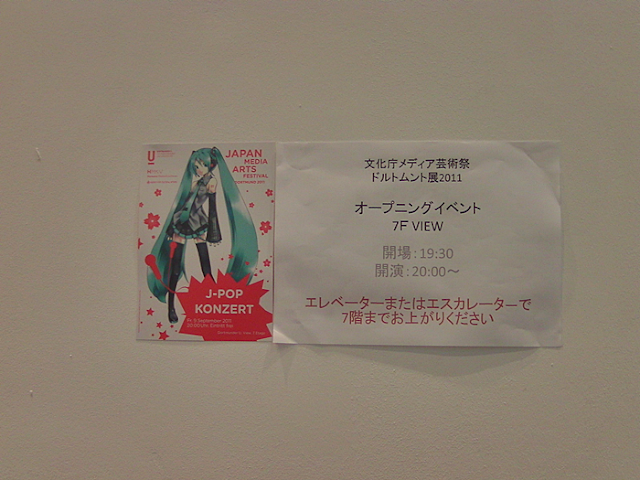 U
JAPAN
MEDIA
ARTS
FESTIVAL
DORTMUND 2011
J-POP
KONZERT
文化庁メディア芸術祭
ドルトムント展2011
オープニングイベント
7F VIEW
開場:19:30
開演:20:00～
エレベーターまたはエスカレーターで
7階までお上がりください